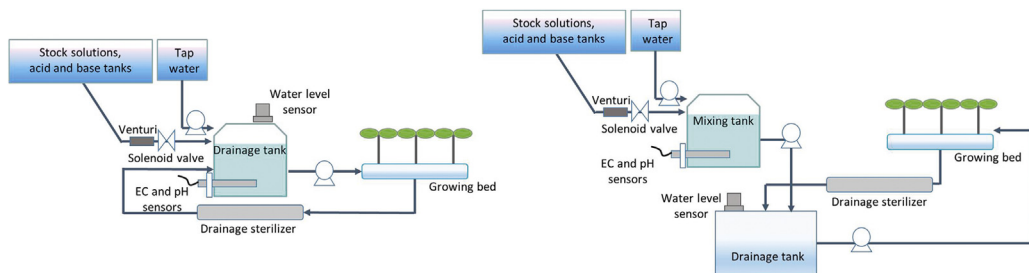 Stock solutions,
acid and base tanks
Tap
water
Water level
sensor
Venturi
Solenoid valve
Drainage tank
EC and pH
sensors
Growing bed
Drainage sterilizer
Stock solutions,
acid and base tanks
Tap
water
Venturi
Solenoid valve
Mixing tank
EC and pH
sensors
Growing bed
Drainage sterilizer
Water level
sensor
Drainage tank